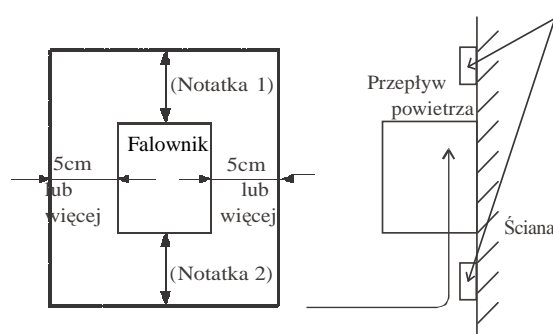 (Notatka 1)
Falownik
5cm
lub
więcej
5cm
lub
więcej
(Notatka 2)
Przepływ
powietrza
Ściana